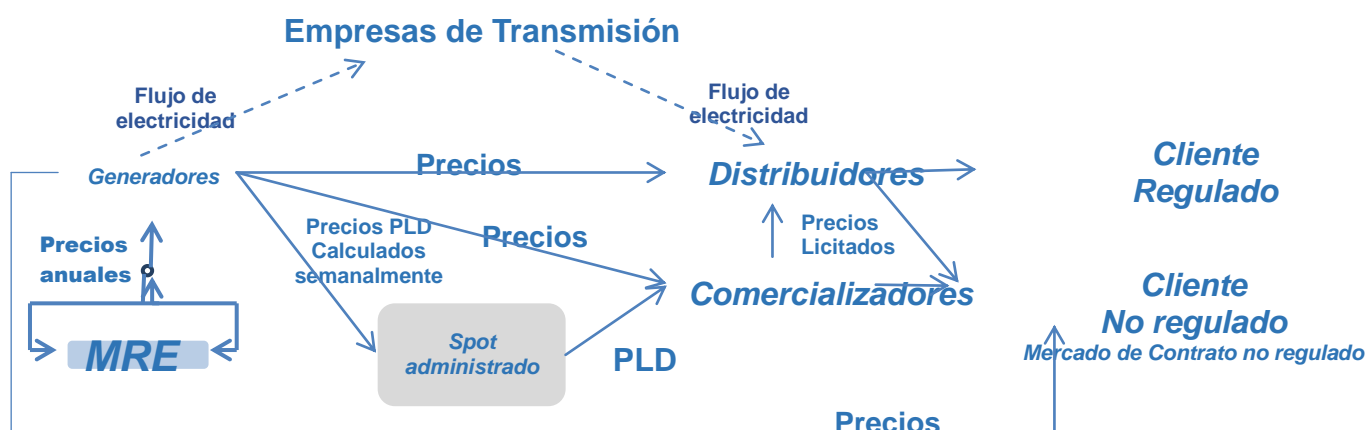 Empresas de Transmisión
Flujo de
electricidad
Flujo de
electricidad
Generadores
Precios
Distribuidores
Cliente
Regulado
Precios
anuales
Precios PLD
Calculados
semanalmente
Precios
Precios
Licitados
Comercializadores
Cliente
No regulado
Mercado de Contrato no regulado
MRE
Spot
administrado
PLD
Precios